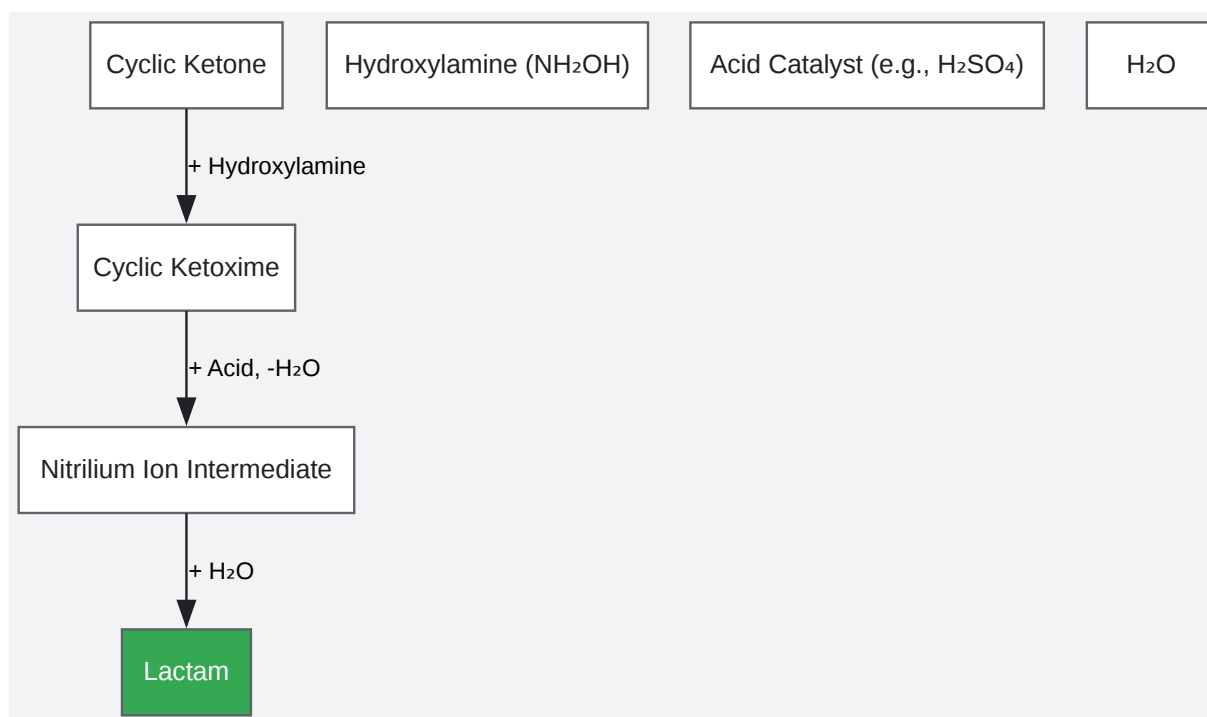 Cyclic Ketone
Hydroxylamine (NH₂OH)
Acid Catalyst (e.g., H₂SO₄)
H₂O
+ Hydroxylamine
Cyclic Ketoxime
+ Acid, -H₂O
Nitrilium Ion Intermediate
+ H₂O
Lactam